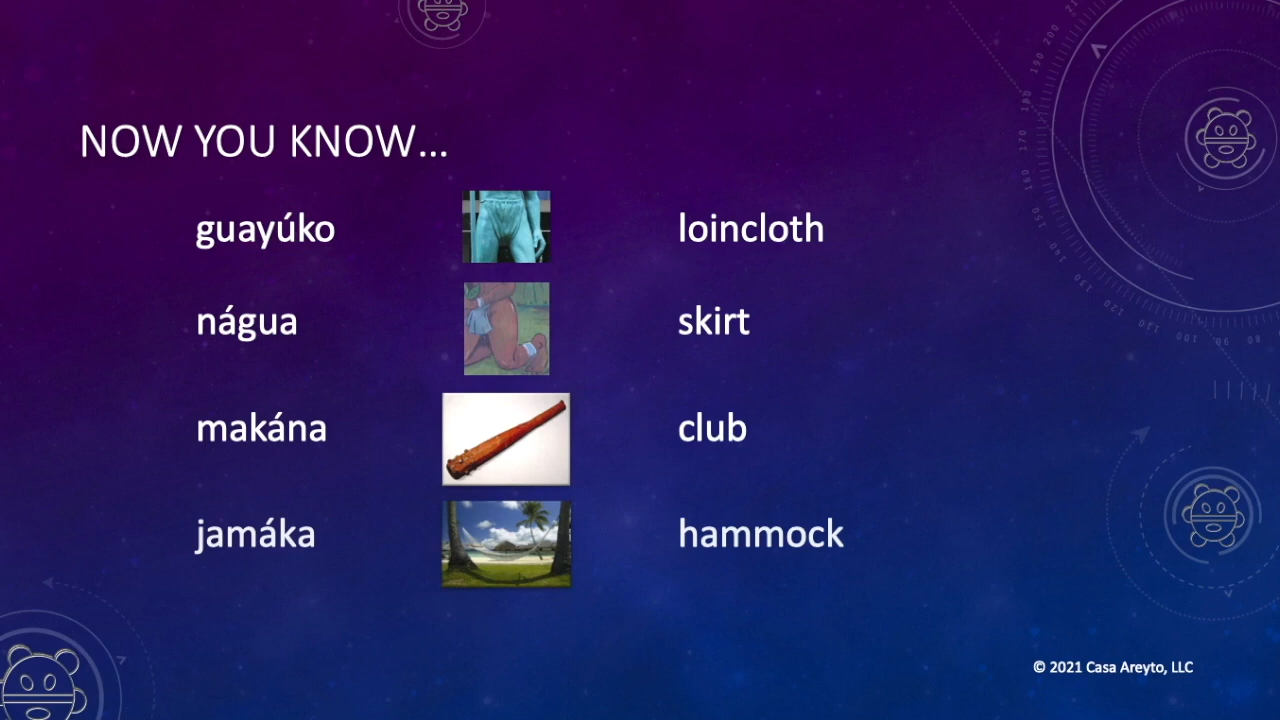 NOW YOU KNOW...
guayúko loincloth
nágua skirt
makána club
jamáka hammock
© 2021 Casa Areyto, LLC